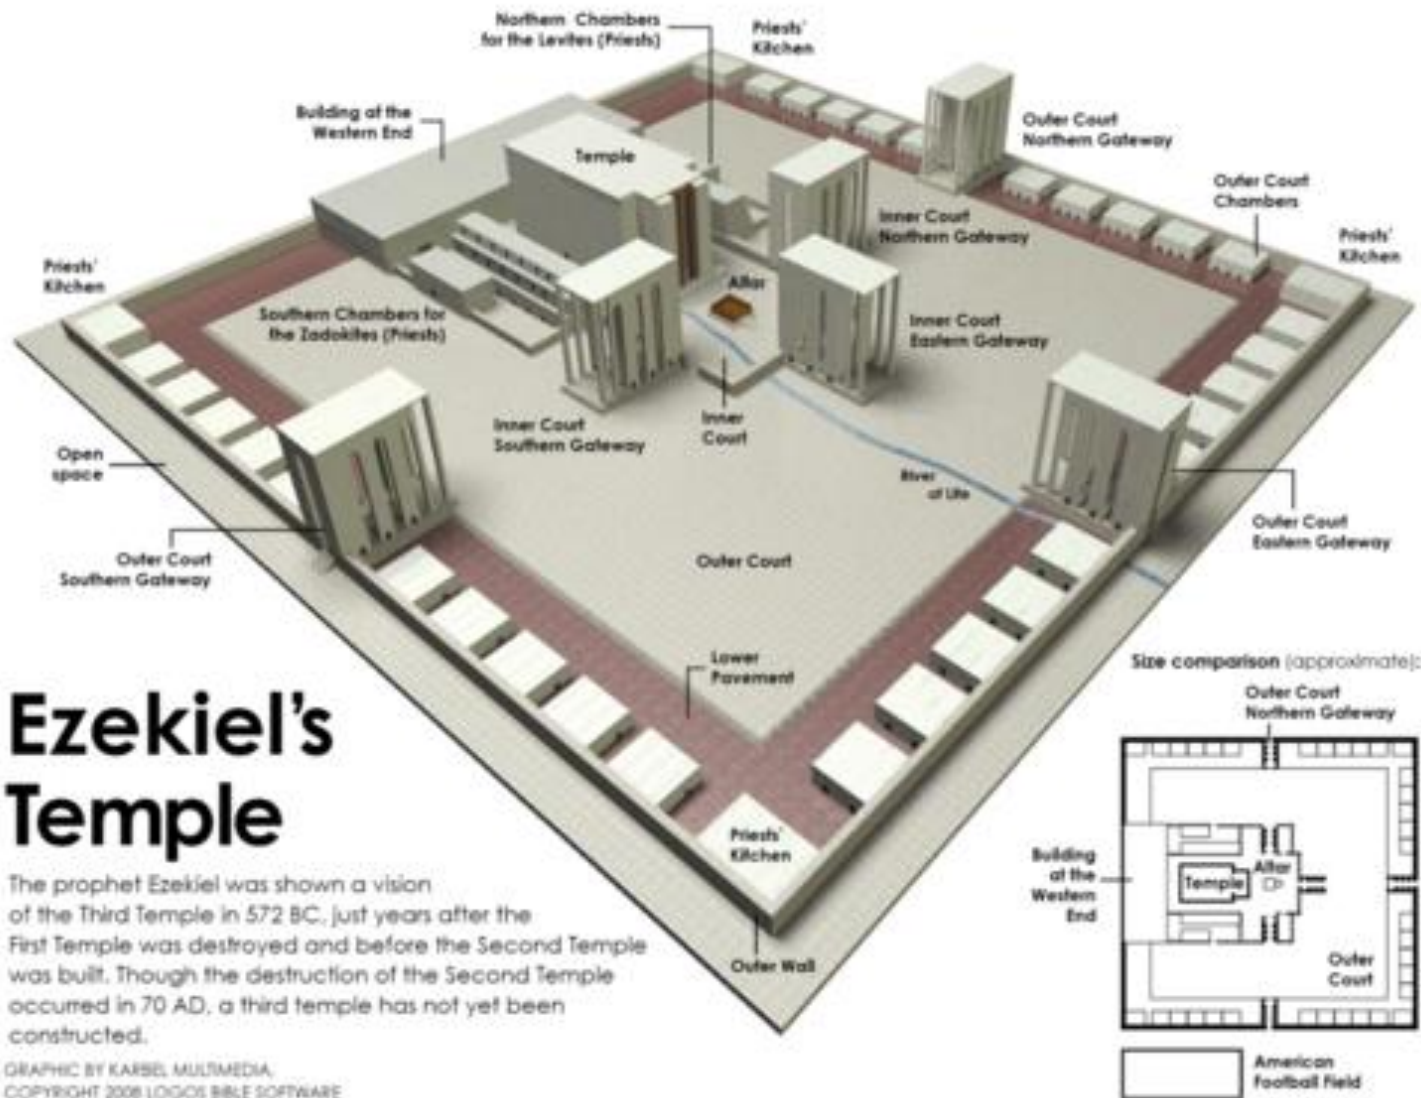 Northern Chambers
for the Levites (Priests)
Priests'
Kitchen
Building at the
Western End
Temple
Outer Court
Northern Gateway
Outer Court
Chambers
Inner Court
Northern Gateway
Priests'
Kitchen
Priests'
Kitchen
Altar
Southern Chambers for
the Zadokites (Priests)
Inner Court
Eastern Gateway
Inner Court
Southern Gateway
Inner
Court
Open
space
River
of Life
Outer Court
Eastern Gateway
Outer Court
Southern Gateway
Outer Court
Lower
Pavement
Priests'
Kitchen
Outer Wall
Ezekiel's
Temple
The prophet Ezekiel was shown a vision
of the Third Temple in 572 BC, just years after the
First Temple was destroyed and before the Second Temple
was built. Though the destruction of the Second Temple
occurred in 70 AD, a third temple has not yet been
constructed.
GRAPHIC BY KARBEL MULTIMEDIA,
COPYRIGHT 2008 LOGOS BIBLE SOFTWARE
Size comparison (approximate):
Outer Court
Northern Gateway
Building
at the
Western
End
Temple
Altar
Outer
Court
American
Football Field